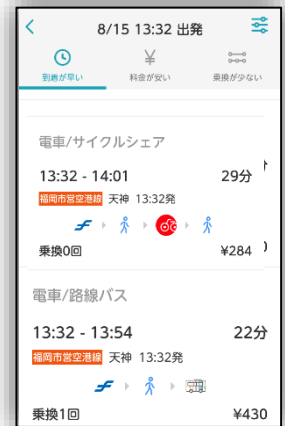 8/15 13:32 出発
到着が早い 料金が安い 乗換が少ない
電車/サイクルシェア
13:32 - 14:01 29分
福岡市営空港線 天神 13:32発
乗換0回 ¥284
電車/路線バス
13:32 - 13:54 22分
福岡市営空港線 天神 13:32発
乗換1回 ¥430